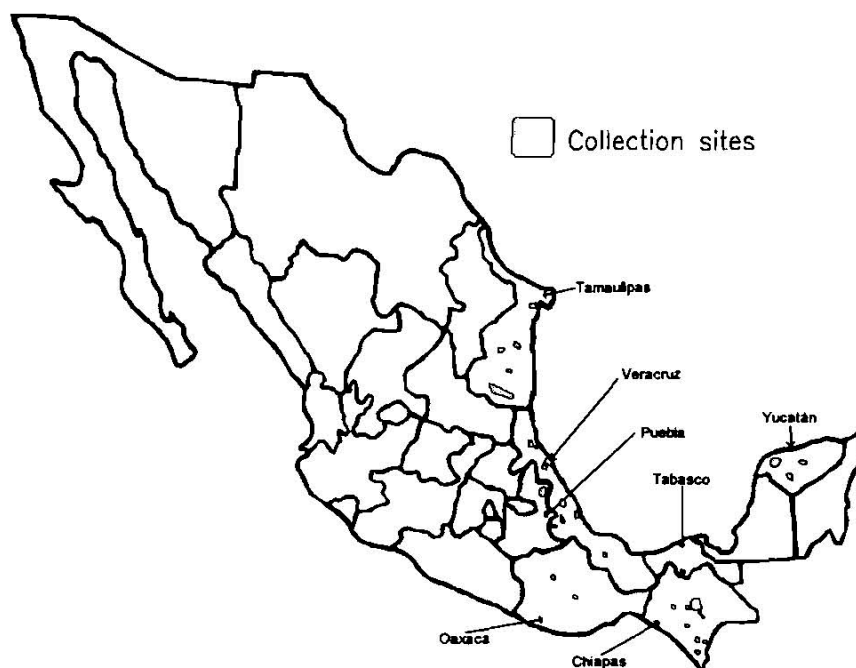 Collection sites
Tamaulipas
Veracruz
Yucatán
Puebla
Tabasco
Oaxaca
Chiapas